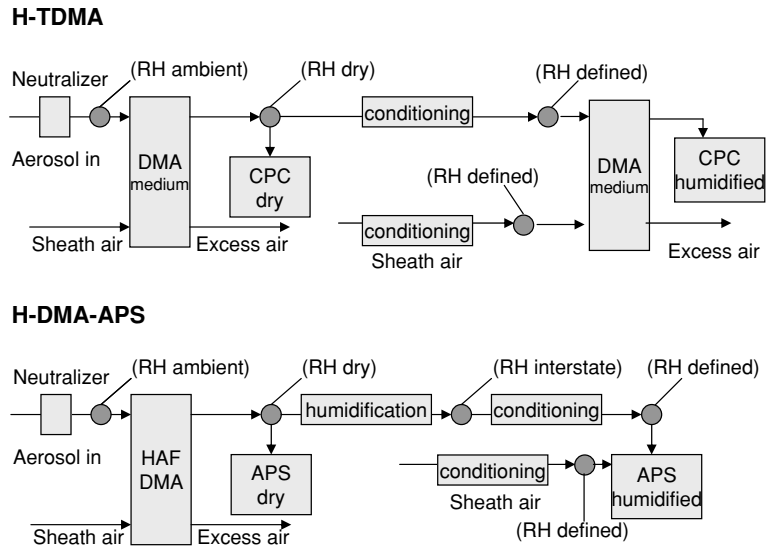 H-TDMA
Neutralizer
(RH ambient)
(RH dry)
(RH defined)
conditioning
Aerosol in
DMA
medium
CPC
dry
(RH defined)
DMA
medium
CPC
humidified
conditioning
Sheath air
Excess air
Sheath air
Excess air
H-DMA-APS
Neutralizer
(RH ambient)
(RH dry)
(RH interstate)
(RH defined)
humidification
conditioning
Aerosol in
HAF
DMA
APS
dry
conditioning
APS
humidified
Sheath air
(RH defined)
Sheath air
Excess air